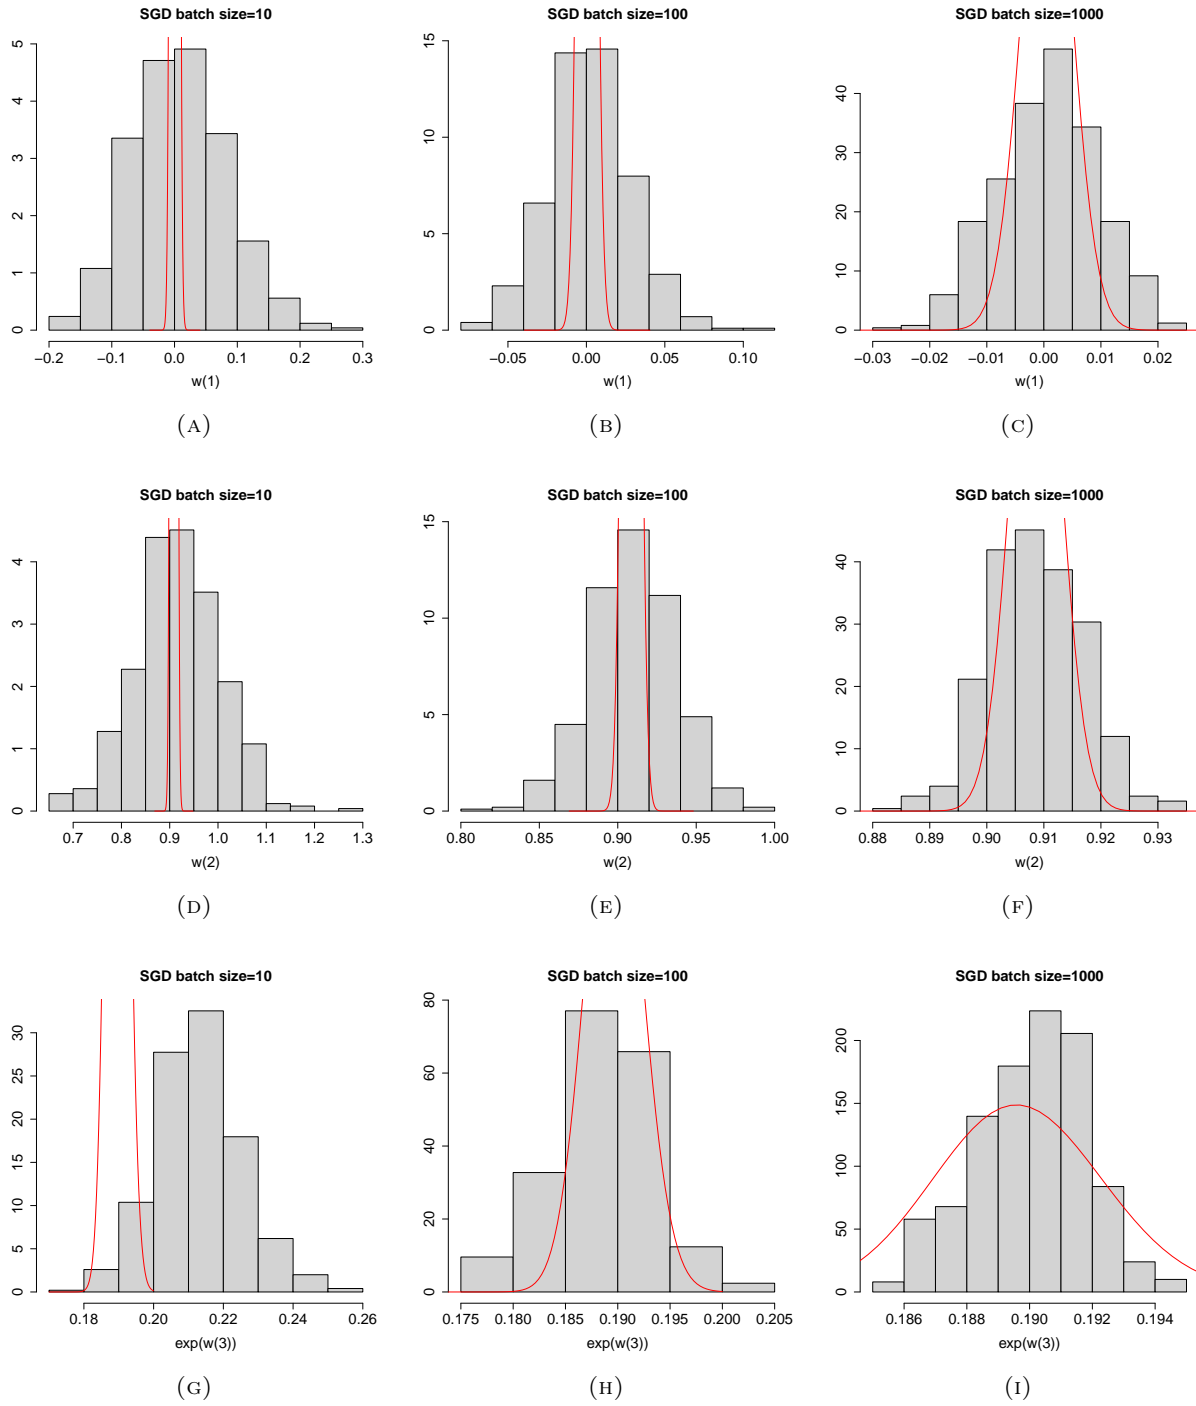 SGD batch size=10 SGD batch size=100 SGD batch size=1000
5 4 3 2 1 0
15 10 5 0
40 30 20 10 0
−0.2 −0.1 0.0 0.1 0.2 0.3
−0.05 0.00 0.05 0.10
−0.03 −0.02 −0.01 0.00 0.01 0.02
w(1) w(1) w(1)
(A) (B) (C)
SGD batch size=10 SGD batch size=100 SGD batch size=1000
4 3 2 1 0
15 10 5 0
40 30 20 10 0
0.7 0.8 0.9 1.0 1.1 1.2 1.3
0.80 0.85 0.90 0.95 1.00
0.88 0.89 0.90 0.91 0.92 0.93
w(2) w(2) w(2)
(D) (E) (F)
SGD batch size=10 SGD batch size=100 SGD batch size=1000
30 25 20 15 10 5 0
80 60 40 20 0
200 150 100 50 0
0.18 0.20 0.22 0.24 0.26
0.175 0.180 0.185 0.190 0.195 0.200 0.205
0.186 0.188 0.190 0.192 0.194
exp(w(3)) exp(w(3)) exp(w(3))
(G) (H) (I)